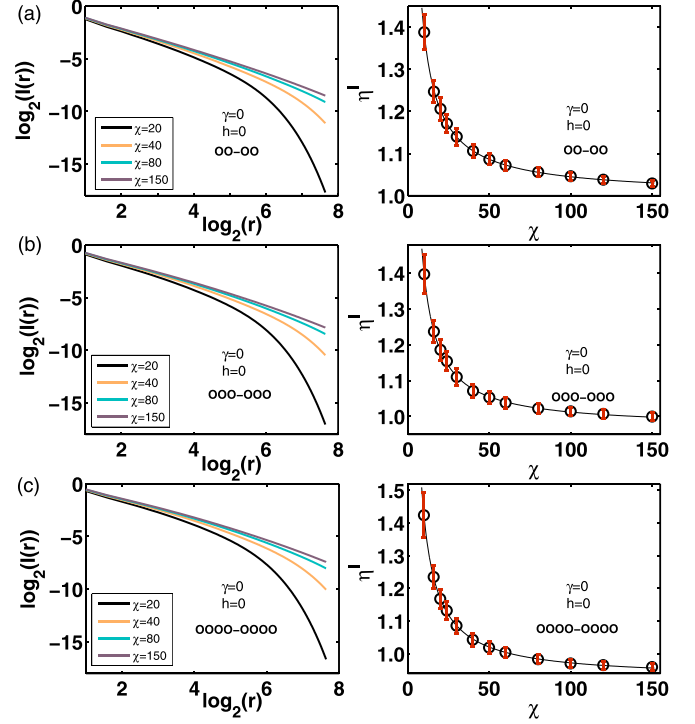 (a)
0
-5
-10
-15
log₂(I(r))
χ=20
χ=40
χ=80
χ=150
γ=0
h=0
oo-oo
2
4
6
8
log₂(r)
1.4
1.3
1.2
1.1
1.0
η^I
γ=0
h=0
oo-oo
0
50
100
150
χ
(b)
0
-5
-10
-15
log₂(I(r))
χ=20
χ=40
χ=80
χ=150
γ=0
h=0
ooo-ooo
2
4
6
8
log₂(r)
1.4
1.3
1.2
1.1
1.0
η^I
γ=0
h=0
ooo-ooo
0
50
100
150
χ
(c)
0
-5
-10
-15
log₂(I(r))
χ=20
χ=40
χ=80
χ=150
γ=0
h=0
oooo-oooo
2
4
6
8
log₂(r)
1.5
1.4
1.3
1.2
1.1
1.0
η^I
γ=0
h=0
oooo-oooo
0
50
100
150
χ